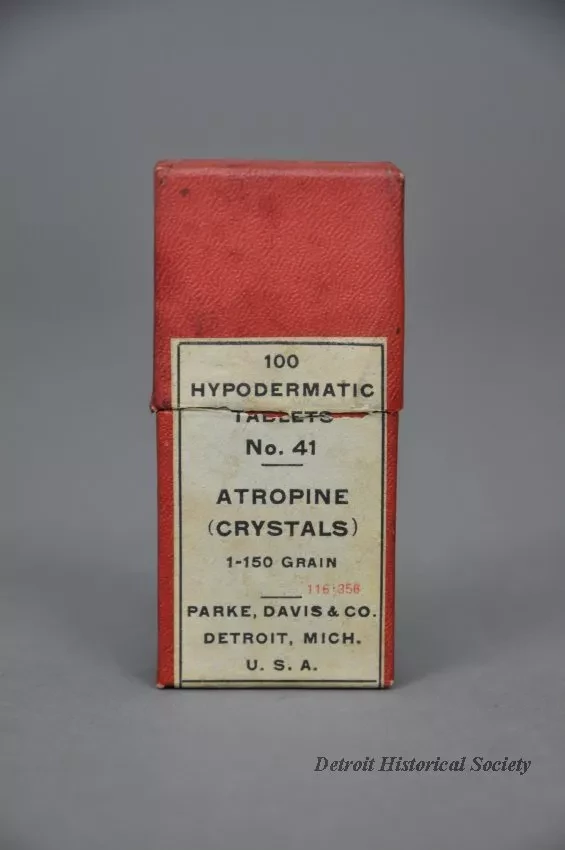 100
HYPODERMATIC
TABLETS
No. 41
ATROPINE
(CRYSTALS)
1-150 GRAIN
116-356
PARKE, DAVIS & CO.
DETROIT, MICH.
U. S. A.
Detroit Historical Society